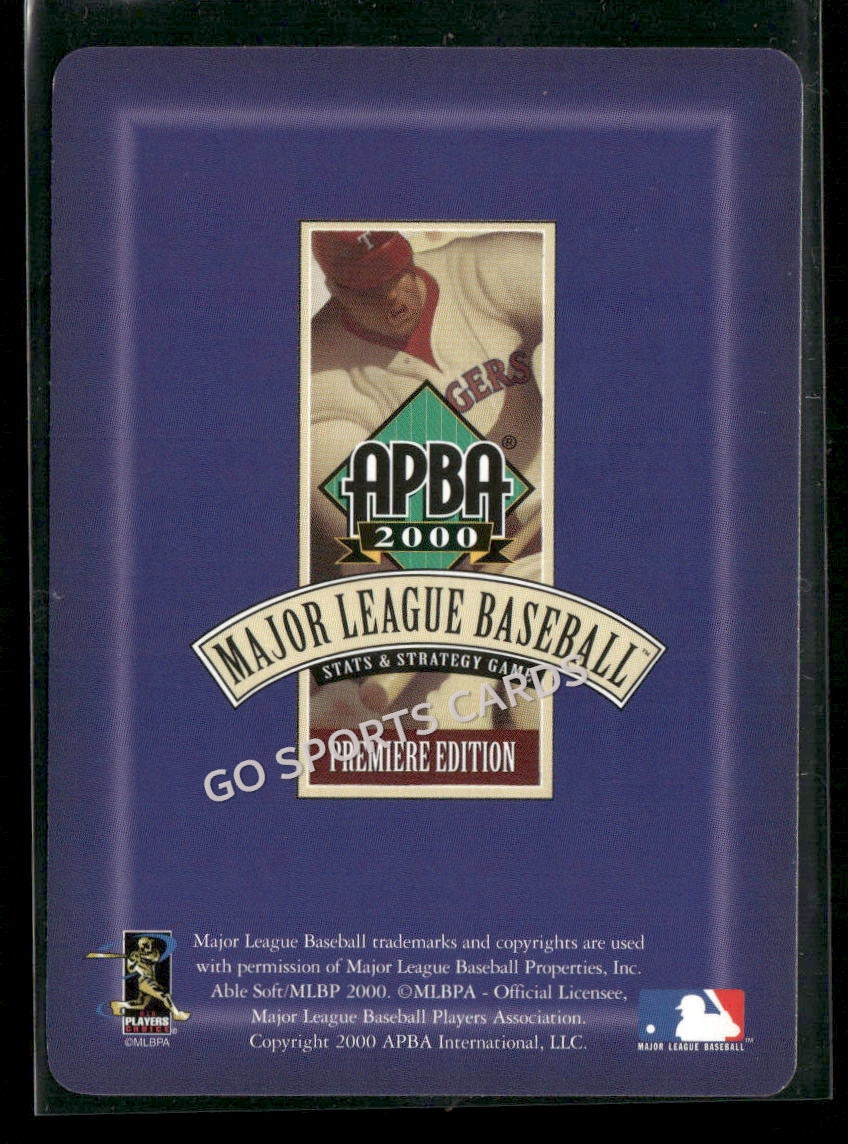 T
GERS
APBA®
2000
MAJOR LEAGUE BASEBALL™
STATS & STRATEGY GAME
GO SPORTS CARDS
PREMIERE EDITION
Major League Baseball trademarks and copyrights are used
with permission of Major League Baseball Properties, Inc.
Able Soft/MLBP 2000. ©MLBPA - Official Licensee,
Major League Baseball Players Association.
Copyright 2000 APBA International, LLC.
PLAYERS
CHOICE®
©MLBPA
MAJOR LEAGUE BASEBALL™